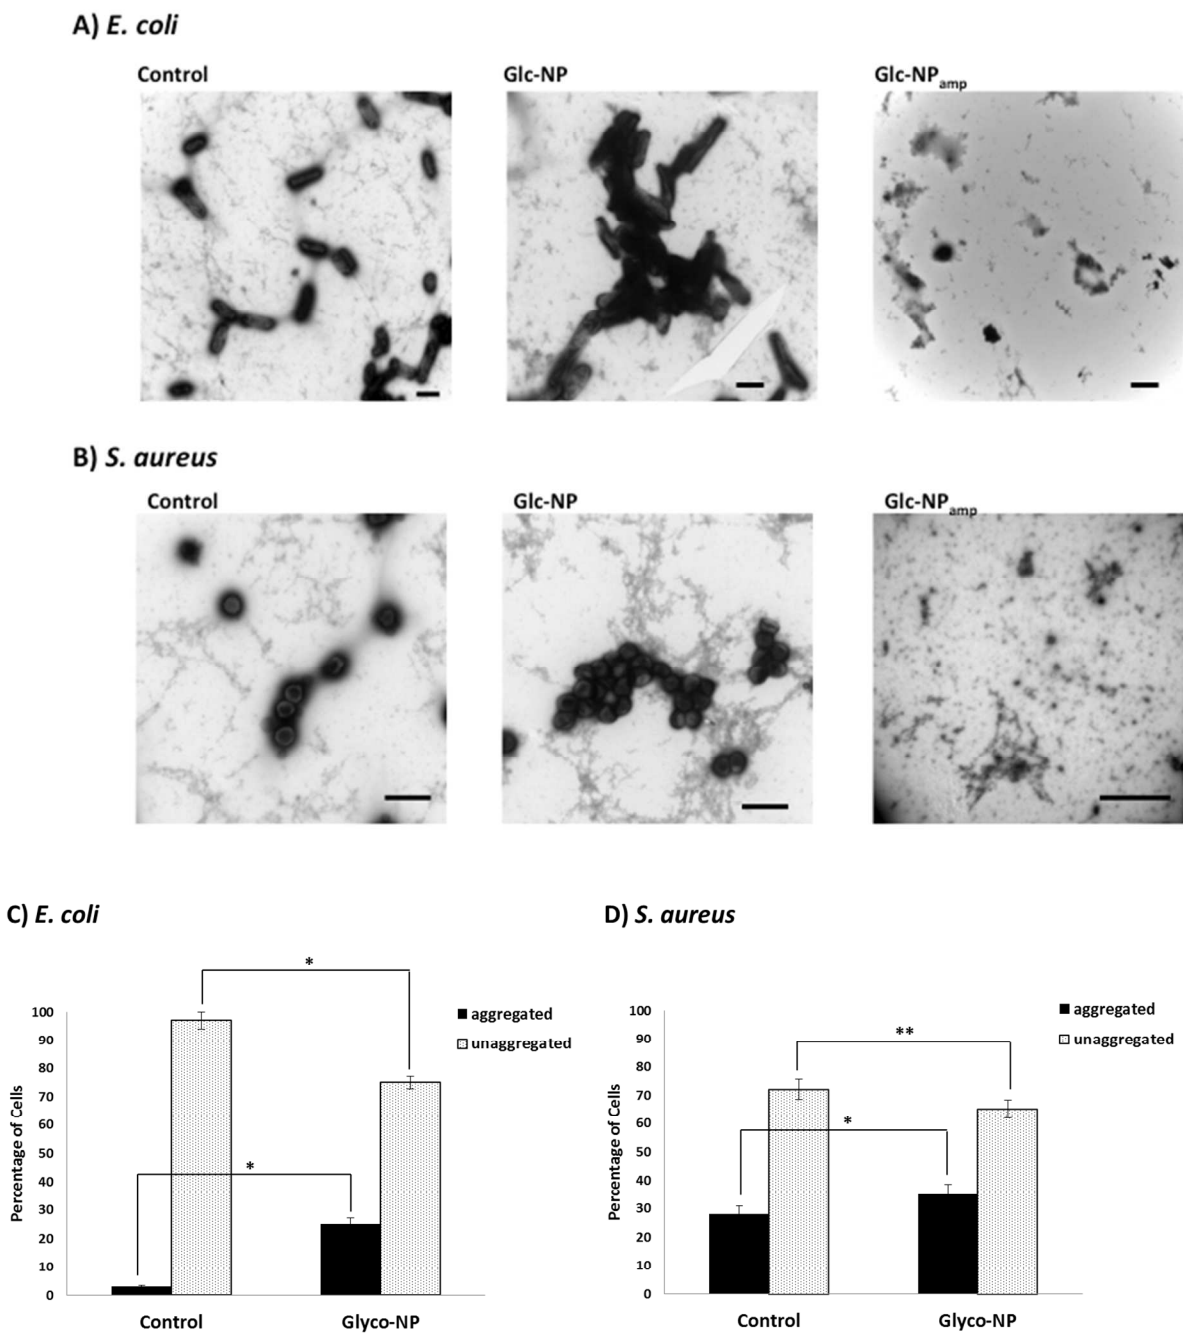 A) E. coli
Control
Glc-NP
Glc-NPamp
B) S. aureus
Control
Glc-NP
Glc-NPamp
C) E. coli
D) S. aureus
*
aggregated
unaggregated
100
90
80
70
60
50
40
30
20
10
0
Percentage of Cells
*
Control
Glyco-NP
**
aggregated
unaggregated
100
90
80
70
60
50
40
30
20
10
0
Percentage of Cells
*
Control
Glyco-NP